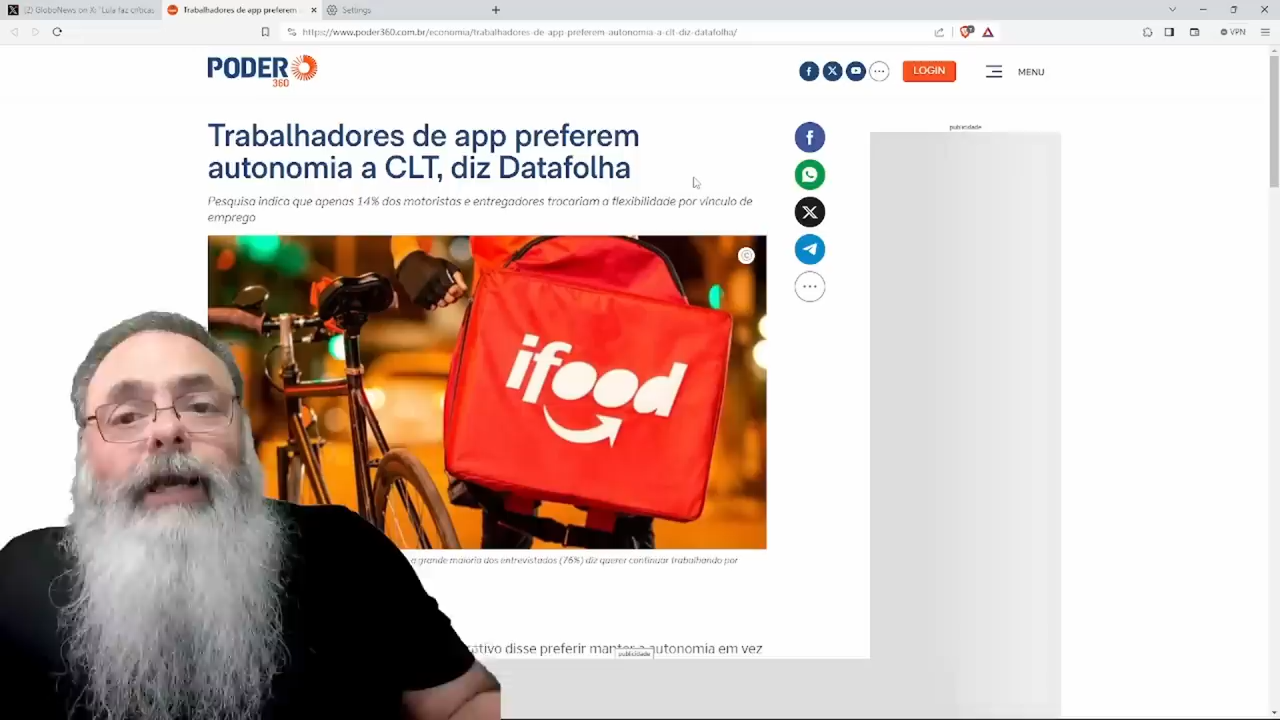 (2) GloboNews on X: "Lula faz críticas
Trabalhadores de app preferem
Settings
https://www.poder360.com.br/economia/trabalhadores-de-app-preferem-autonomia-a-clt-diz-datafolha/
VPN
PODER
360
LOGIN
MENU
Trabalhadores de app preferem
autonomia a CLT, diz Datafolha
Pesquisa indica que apenas 14% dos motoristas e entregadores trocariam a flexibilidade por vínculo de
emprego
publicidade
ifood
a grande maioria dos entrevistados (76%) diz querer continuar trabalhando por
disse preferir manter a autonomia em vez
publicidade